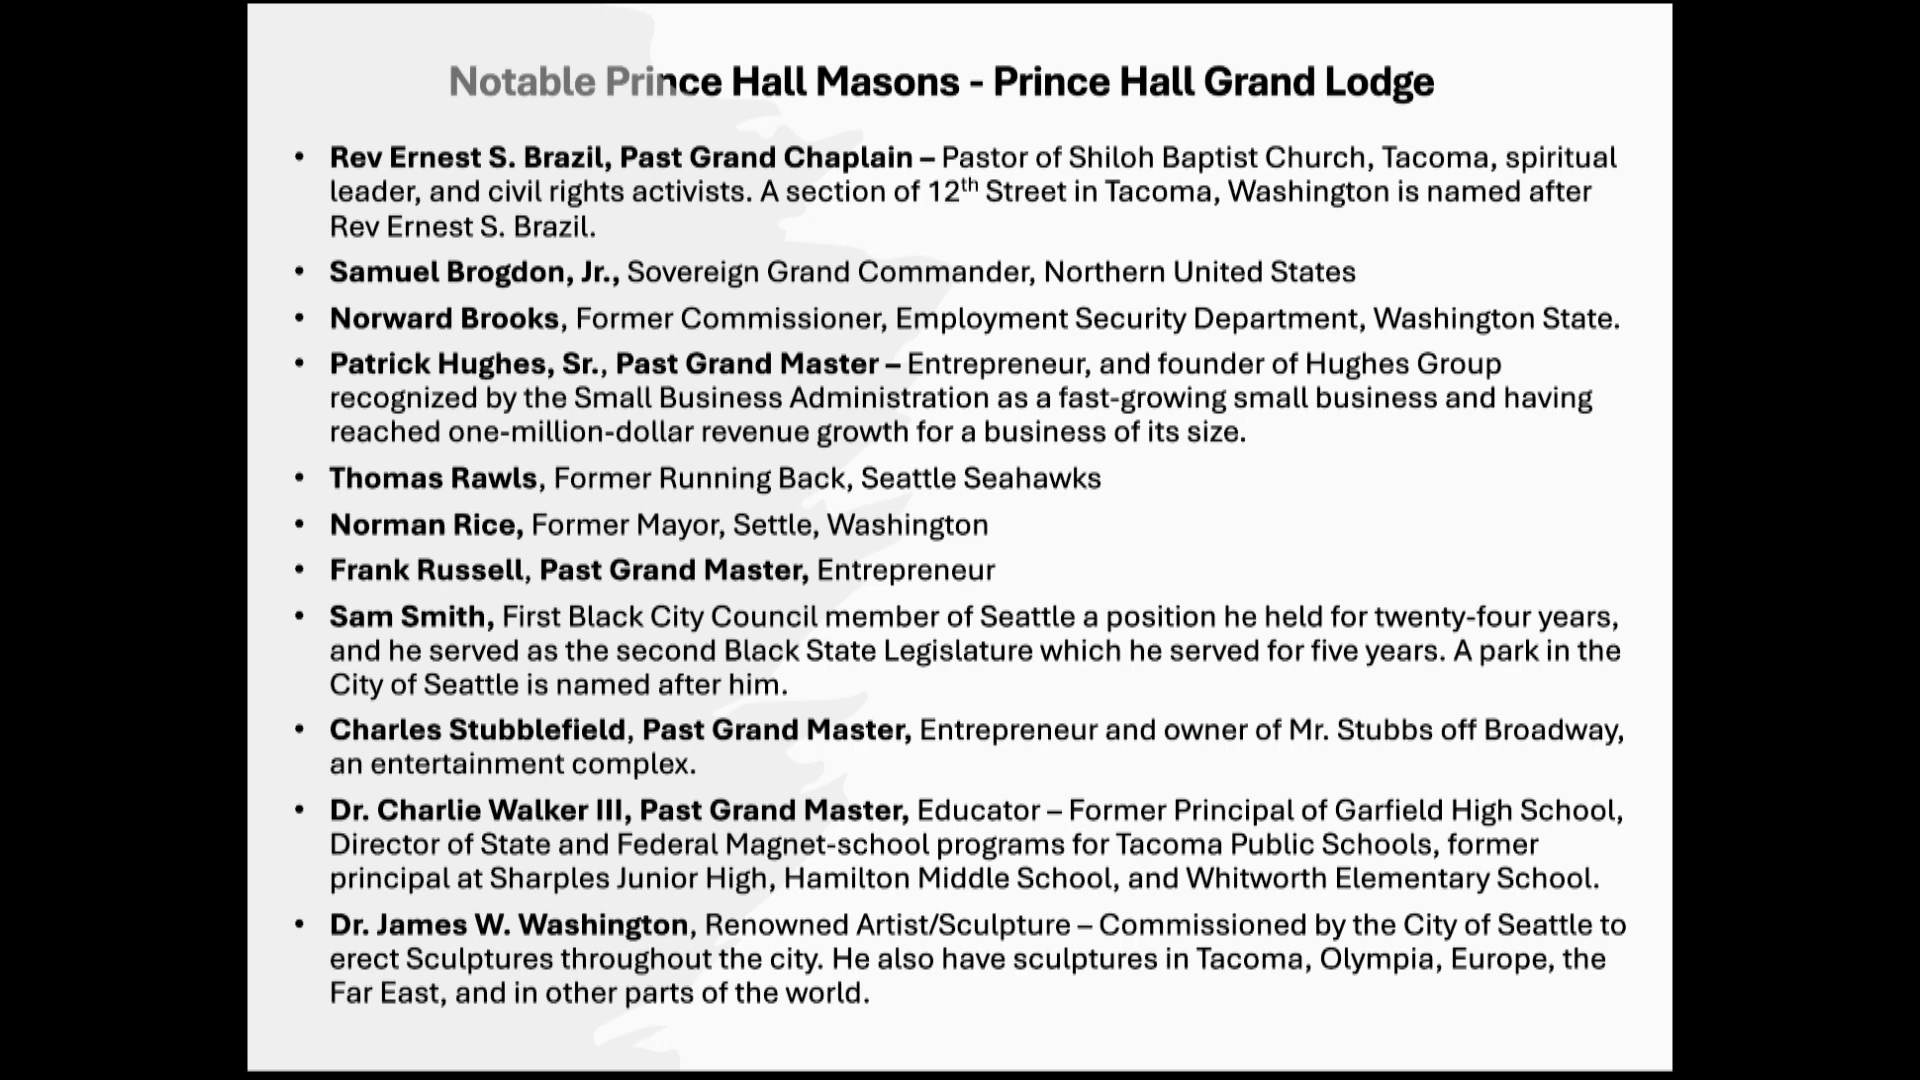 Notable Prince Hall Masons - Prince Hall Grand Lodge
• Rev Ernest S. Brazil, Past Grand Chaplain – Pastor of Shiloh Baptist Church, Tacoma, spiritual
leader, and civil rights activists. A section of 12th Street in Tacoma, Washington is named after
Rev Ernest S. Brazil.
• Samuel Brogdon, Jr., Sovereign Grand Commander, Northern United States
• Norward Brooks, Former Commissioner, Employment Security Department, Washington State.
• Patrick Hughes, Sr., Past Grand Master – Entrepreneur, and founder of Hughes Group
recognized by the Small Business Administration as a fast-growing small business and having
reached one-million-dollar revenue growth for a business of its size.
• Thomas Rawls, Former Running Back, Seattle Seahawks
• Norman Rice, Former Mayor, Settle, Washington
• Frank Russell, Past Grand Master, Entrepreneur
• Sam Smith, First Black City Council member of Seattle a position he held for twenty-four years,
and he served as the second Black State Legislature which he served for five years. A park in the
City of Seattle is named after him.
• Charles Stubblefield, Past Grand Master, Entrepreneur and owner of Mr. Stubbs off Broadway,
an entertainment complex.
• Dr. Charlie Walker III, Past Grand Master, Educator – Former Principal of Garfield High School,
Director of State and Federal Magnet-school programs for Tacoma Public Schools, former
principal at Sharples Junior High, Hamilton Middle School, and Whitworth Elementary School.
• Dr. James W. Washington, Renowned Artist/Sculpture – Commissioned by the City of Seattle to
erect Sculptures throughout the city. He also have sculptures in Tacoma, Olympia, Europe, the
Far East, and in other parts of the world.